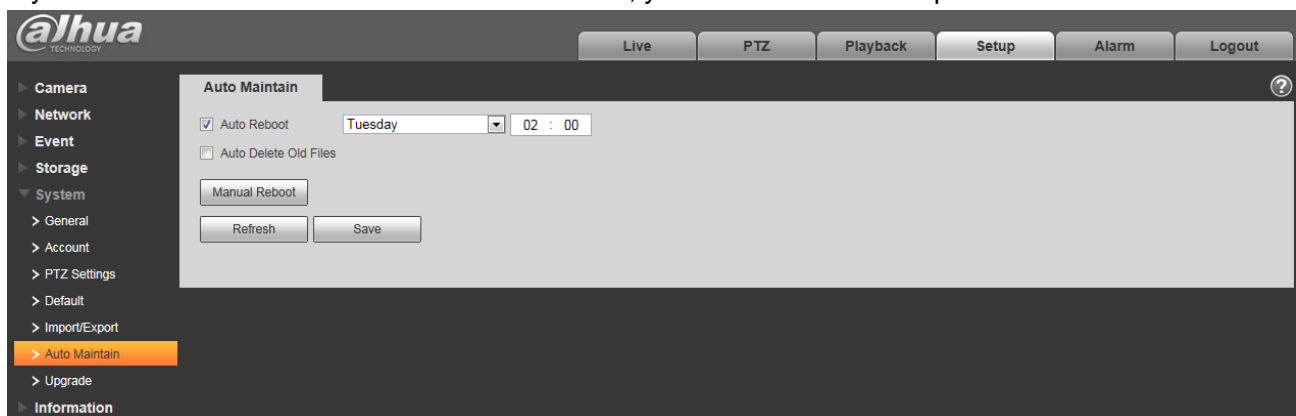 alhua
TECHNOLOGY
Live PTZ Playback Setup Alarm Logout
Camera
Network
Event
Storage
System
> General
> Account
> PTZ Settings
> Default
> Import/Export
> Auto Maintain
> Upgrade
Information
Auto Maintain
?
Auto Reboot Tuesday 02 : 00
Auto Delete Old Files
Manual Reboot
Refresh Save